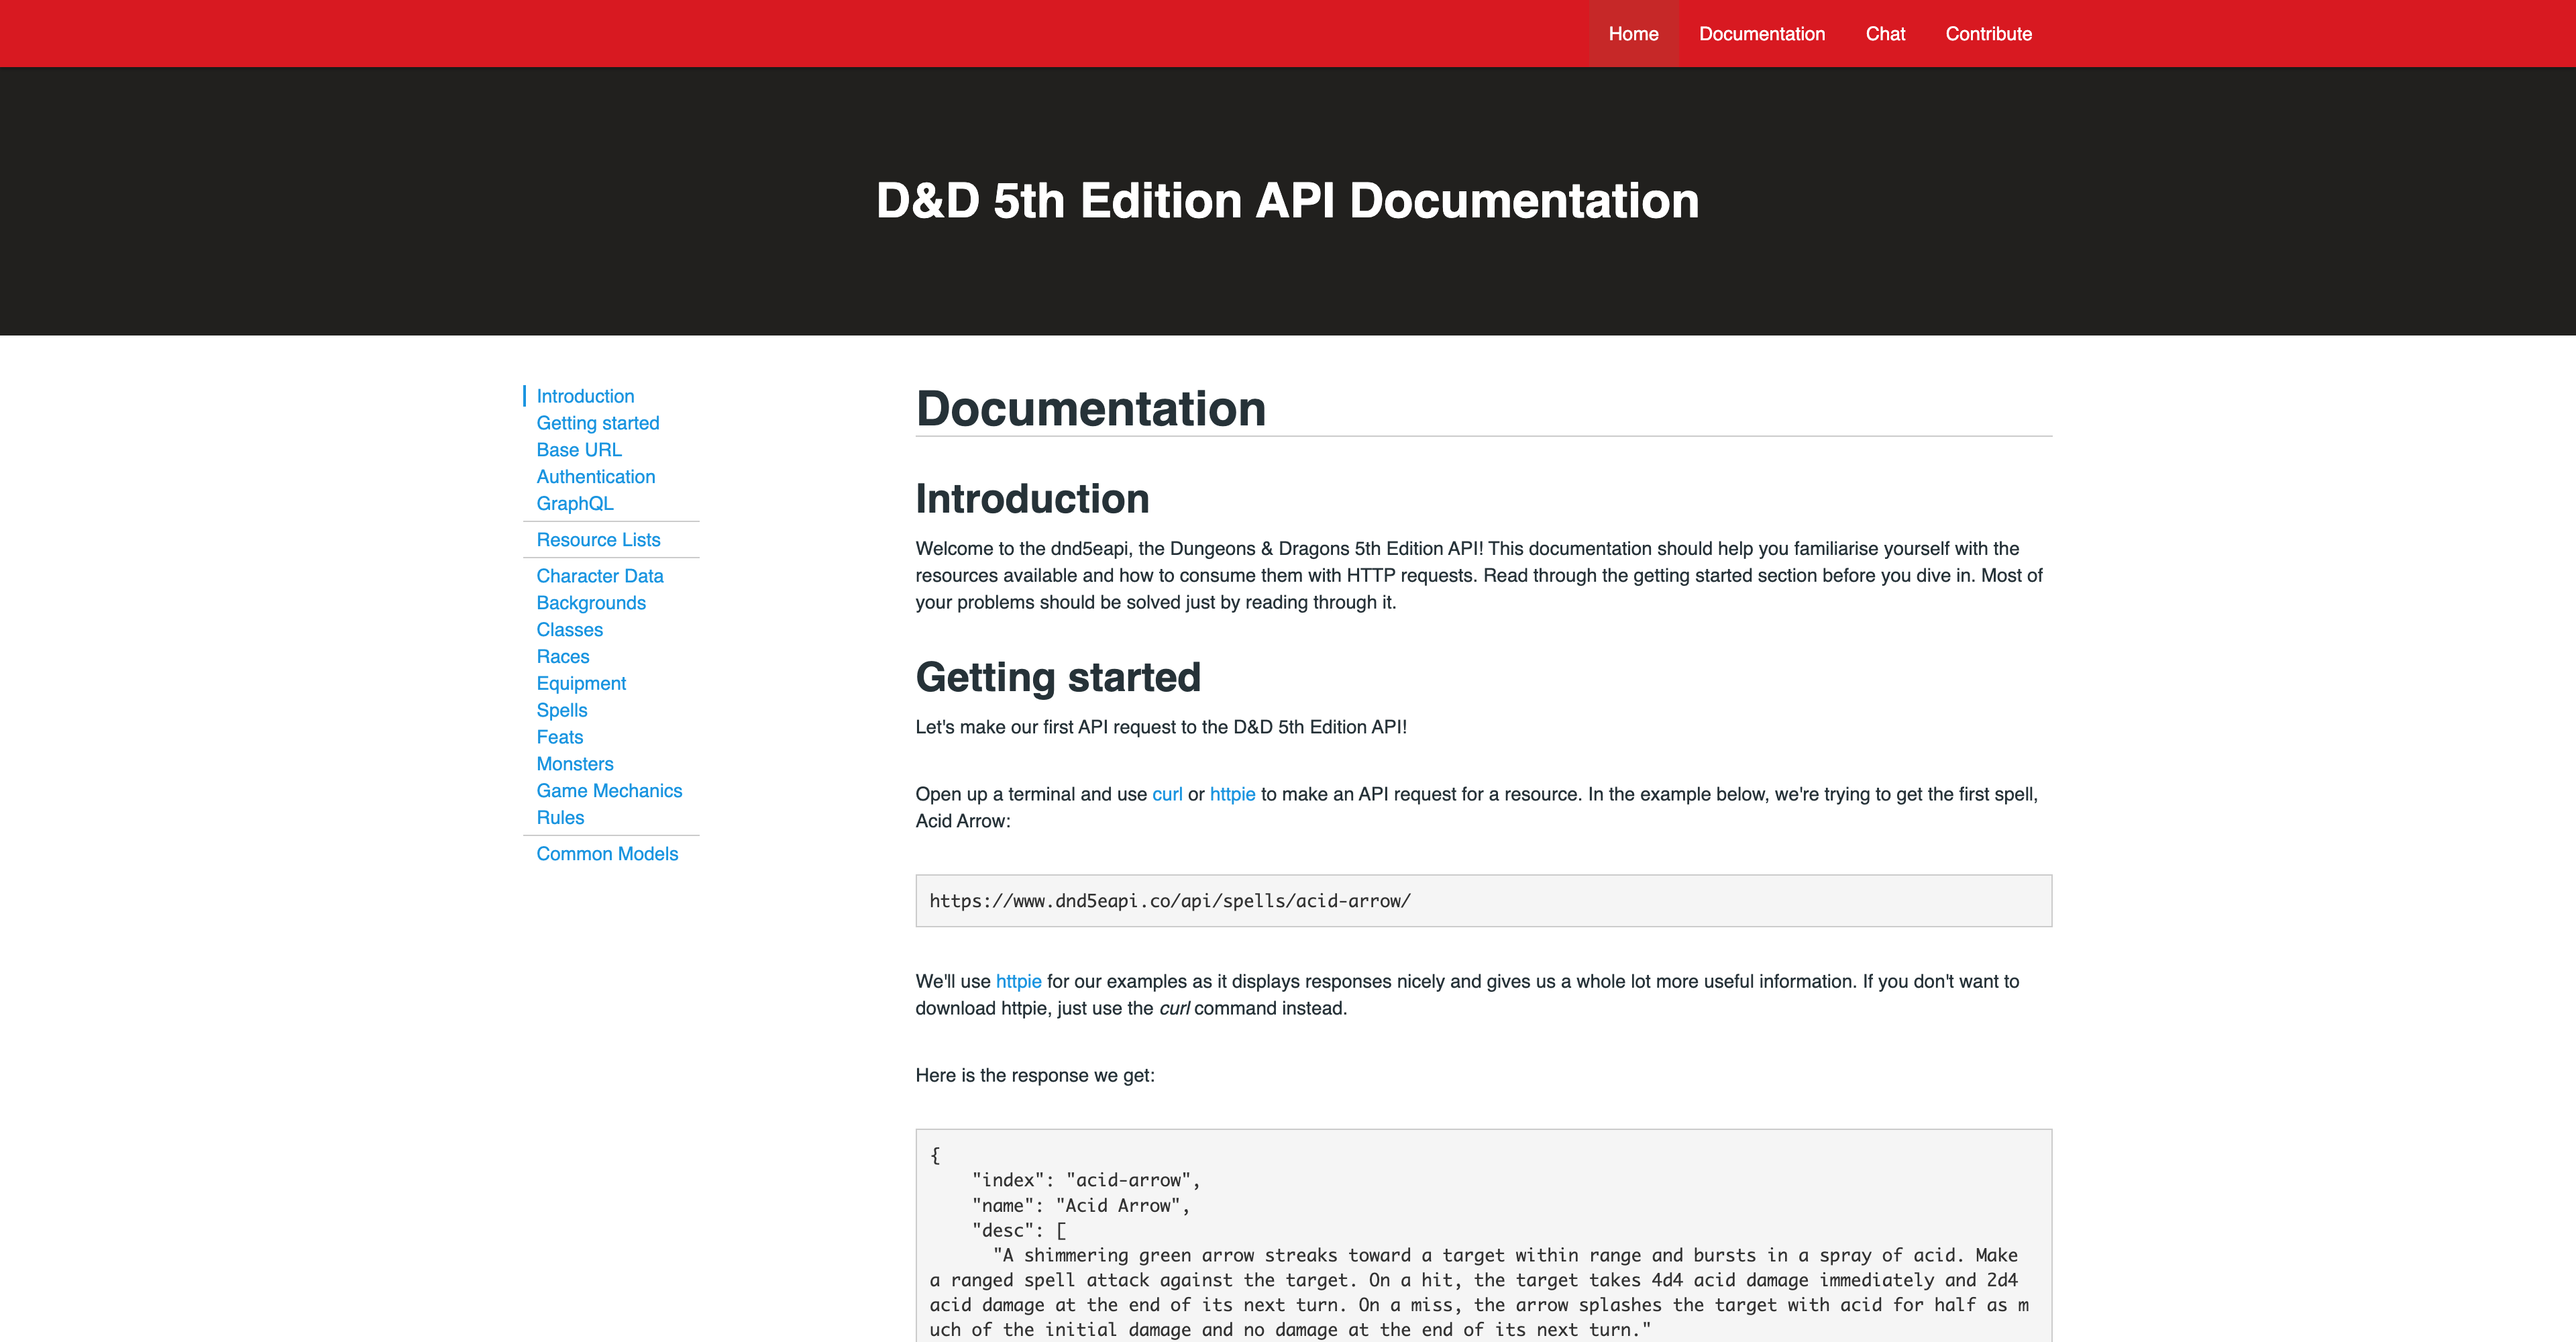 Home
Documentation
Chat
Contribute
D&D 5th Edition API Documentation
Introduction
Getting started
Base URL
Authentication
GraphQL
Resource Lists
Character Data
Backgrounds
Classes
Races
Equipment
Spells
Feats
Monsters
Game Mechanics
Rules
Common Models
Documentation
Introduction
Welcome to the dnd5eapi, the Dungeons & Dragons 5th Edition API! This documentation should help you familiarise yourself with the
resources available and how to consume them with HTTP requests. Read through the getting started section before you dive in. Most of
your problems should be solved just by reading through it.
Getting started
Let's make our first API request to the D&D 5th Edition API!
Open up a terminal and use curl or httpie to make an API request for a resource. In the example below, we're trying to get the first spell,
Acid Arrow:
https://www.dnd5eapi.co/api/spells/acid-arrow/
We'll use httpie for our examples as it displays responses nicely and gives us a whole lot more useful information. If you don't want to
download httpie, just use the curl command instead.
Here is the response we get:
{
    "index": "acid-arrow",
    "name": "Acid Arrow",
    "desc": [
      "A shimmering green arrow streaks toward a target within range and bursts in a spray of acid. Make
a ranged spell attack against the target. On a hit, the target takes 4d4 acid damage immediately and 2d4
acid damage at the end of its next turn. On a miss, the arrow splashes the target with acid for half as m
uch of the initial damage and no damage at the end of its next turn."